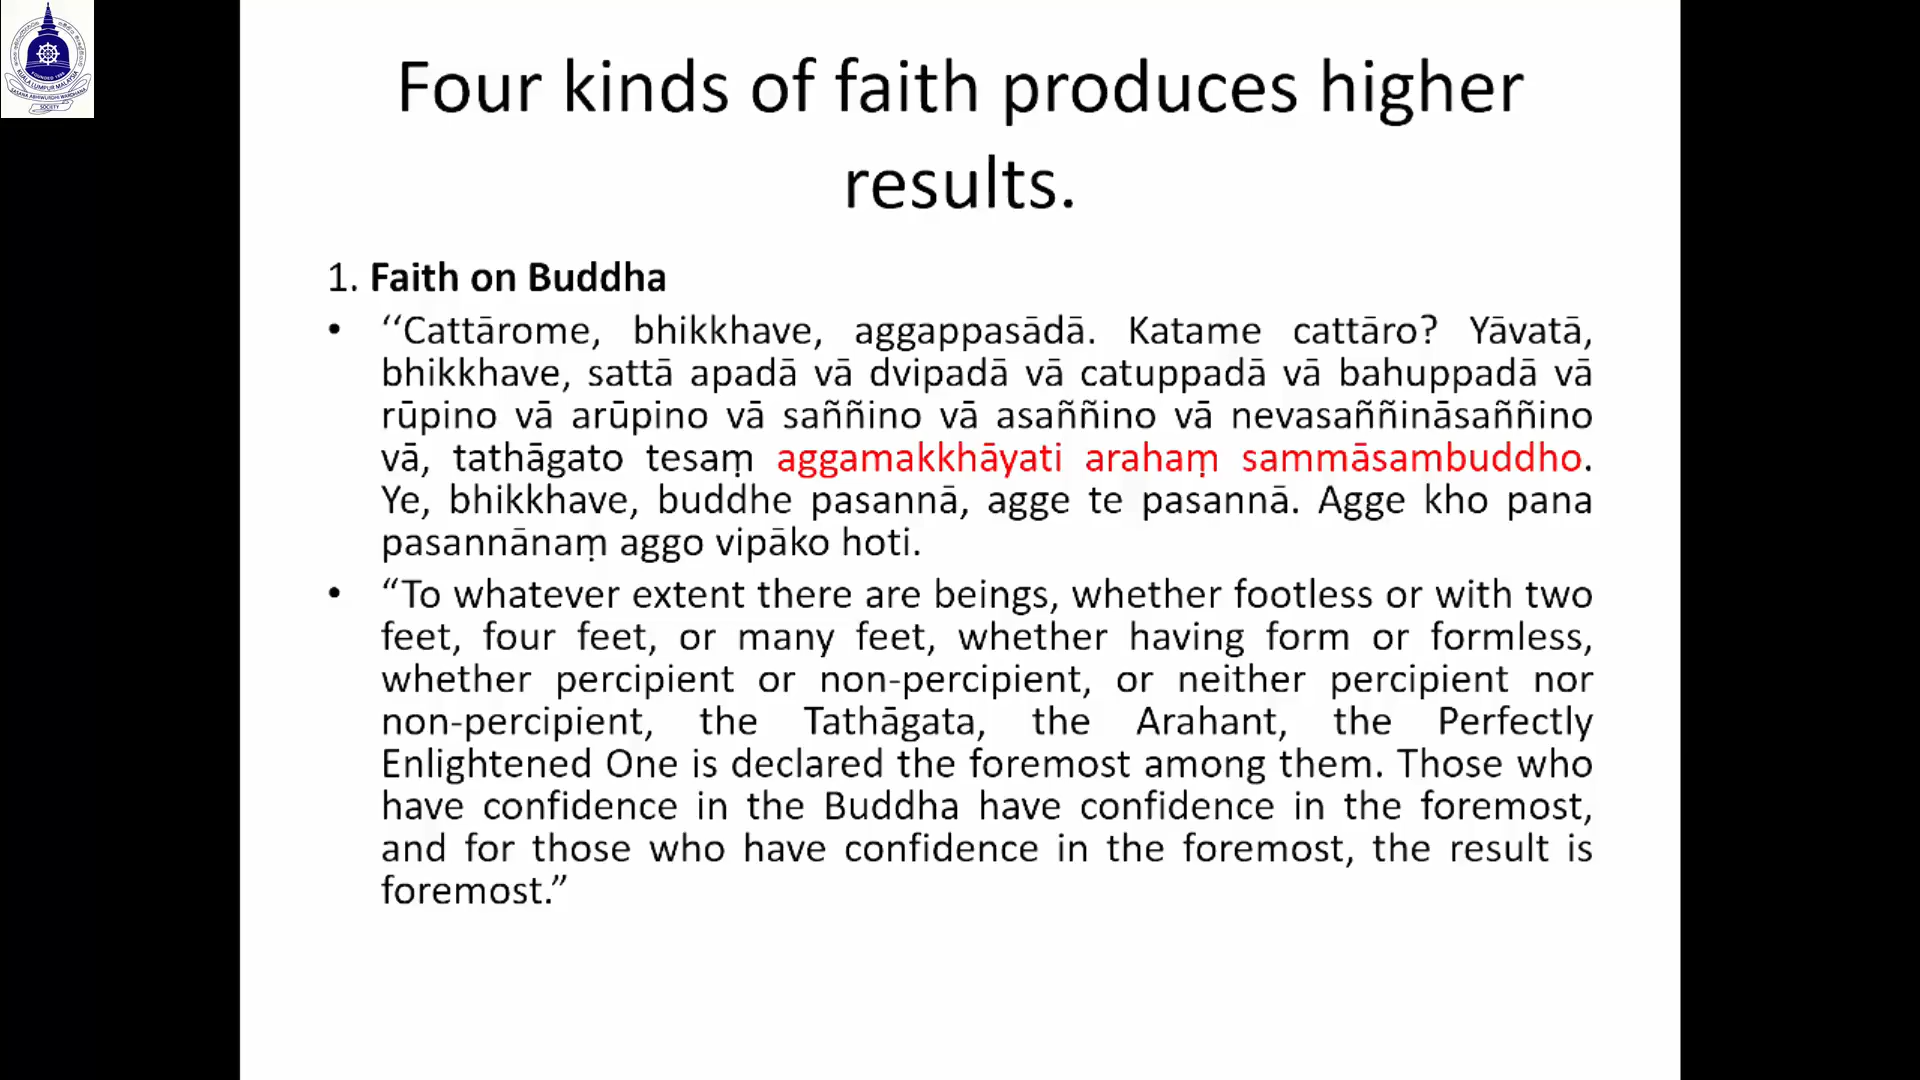 Four kinds of faith produces higher
results.
1. Faith on Buddha
• ‘‘Cattārome, bhikkhave, aggappasādā. Katame cattāro? Yāvatā,
bhikkhave, sattā apadā vā dvipadā vā catuppadā vā bahuppadā vā
rūpino vā arūpino vā saññino vā asaññino vā nevasaññināsaññino
vā, tathāgato tesaṃ aggamakkhāyati arahaṃ sammāsambuddho.
Ye, bhikkhave, buddhe pasannā, agge te pasannā. Agge kho pana
pasannānaṃ aggo vipāko hoti.
• “To whatever extent there are beings, whether footless or with two
feet, four feet, or many feet, whether having form or formless,
whether percipient or non-percipient, or neither percipient nor
non-percipient, the Tathāgata, the Arahant, the Perfectly
Enlightened One is declared the foremost among them. Those who
have confidence in the Buddha have confidence in the foremost,
and for those who have confidence in the foremost, the result is
foremost.”